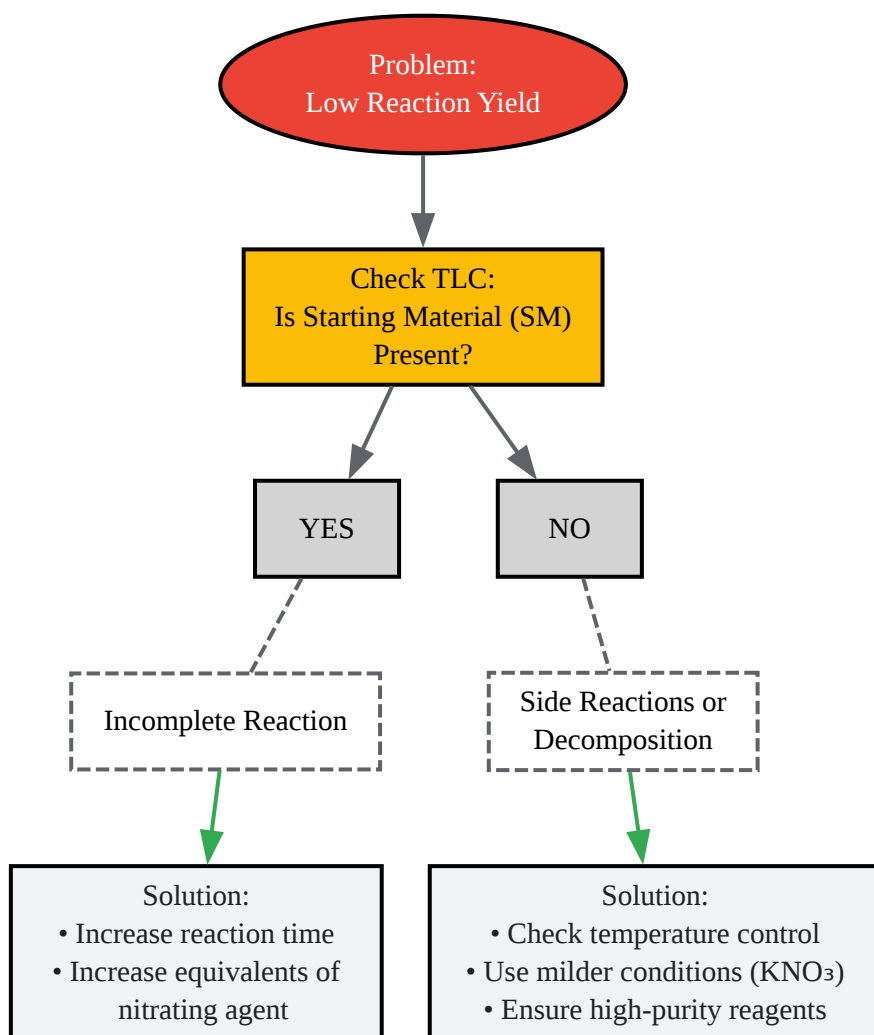 Problem:
Low Reaction Yield
Check TLC:
Is Starting Material (SM)
Present?
YES
NO
Incomplete Reaction
Side Reactions or
Decomposition
Solution:
• Increase reaction time
• Increase equivalents of
nitrating agent
Solution:
• Check temperature control
• Use milder conditions (KNO₃)
• Ensure high-purity reagents